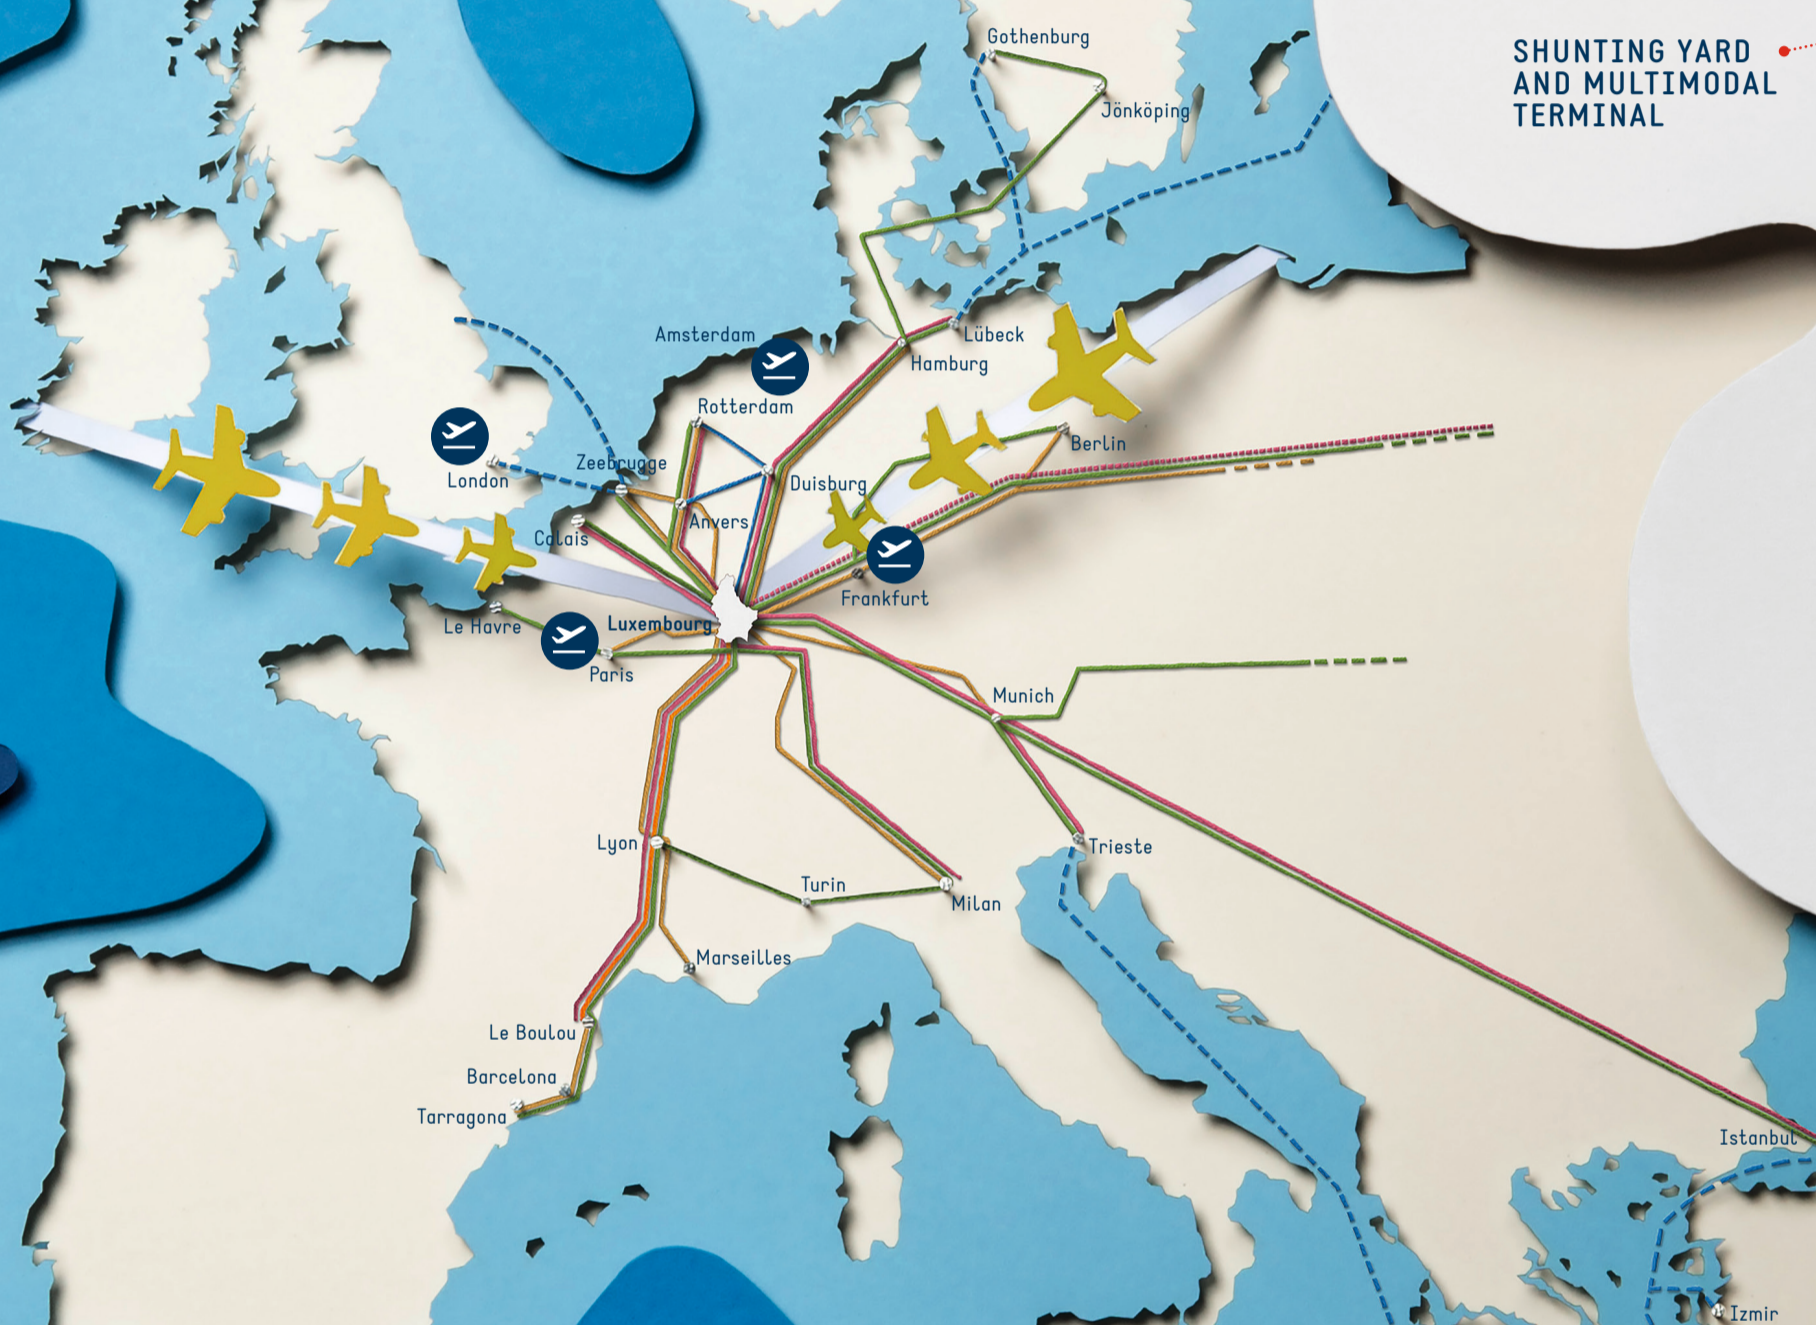 Gothenburg
SHUNTING YARD
AND MULTIMODAL
TERMINAL
Jönköping
Amsterdam
Lübeck
Hamburg
Rotterdam
Berlin
Zeebrugge
London
Duisburg
Anvers
Calais
Frankfurt
Le Havre
Luxembourg
Paris
Munich
Lyon
Trieste
Turin
Milan
Marseilles
Le Boulou
Barcelona
Tarragona
Istanbul
Izmir